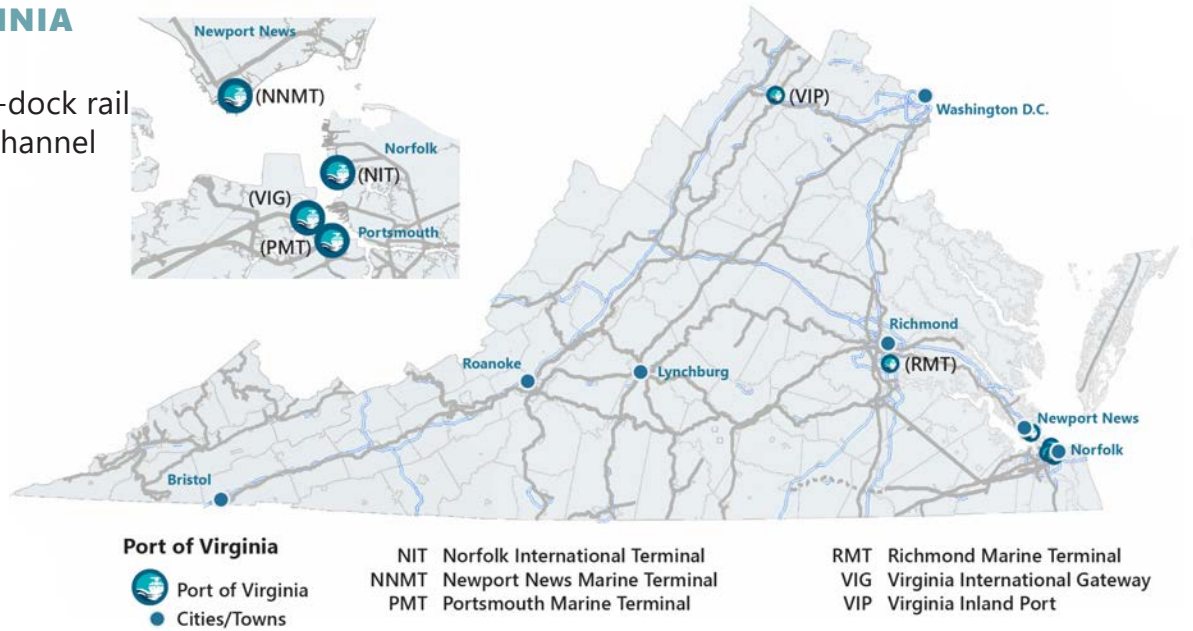 INIA
-dock rail
hannel
Newport News
(NNMT)
Norfolk
(NIT)
(VIG)
Portsmouth
(PMT)
(VIP)
Washington D.C.
Richmond
(RMT)
Roanoke
Lynchburg
Newport News
Norfolk
Bristol
Port of Virginia
Port of Virginia
Cities/Towns
NIT Norfolk International Terminal
NNMT Newport News Marine Terminal
PMT Portsmouth Marine Terminal
RMT Richmond Marine Terminal
VIG Virginia International Gateway
VIP Virginia Inland Port